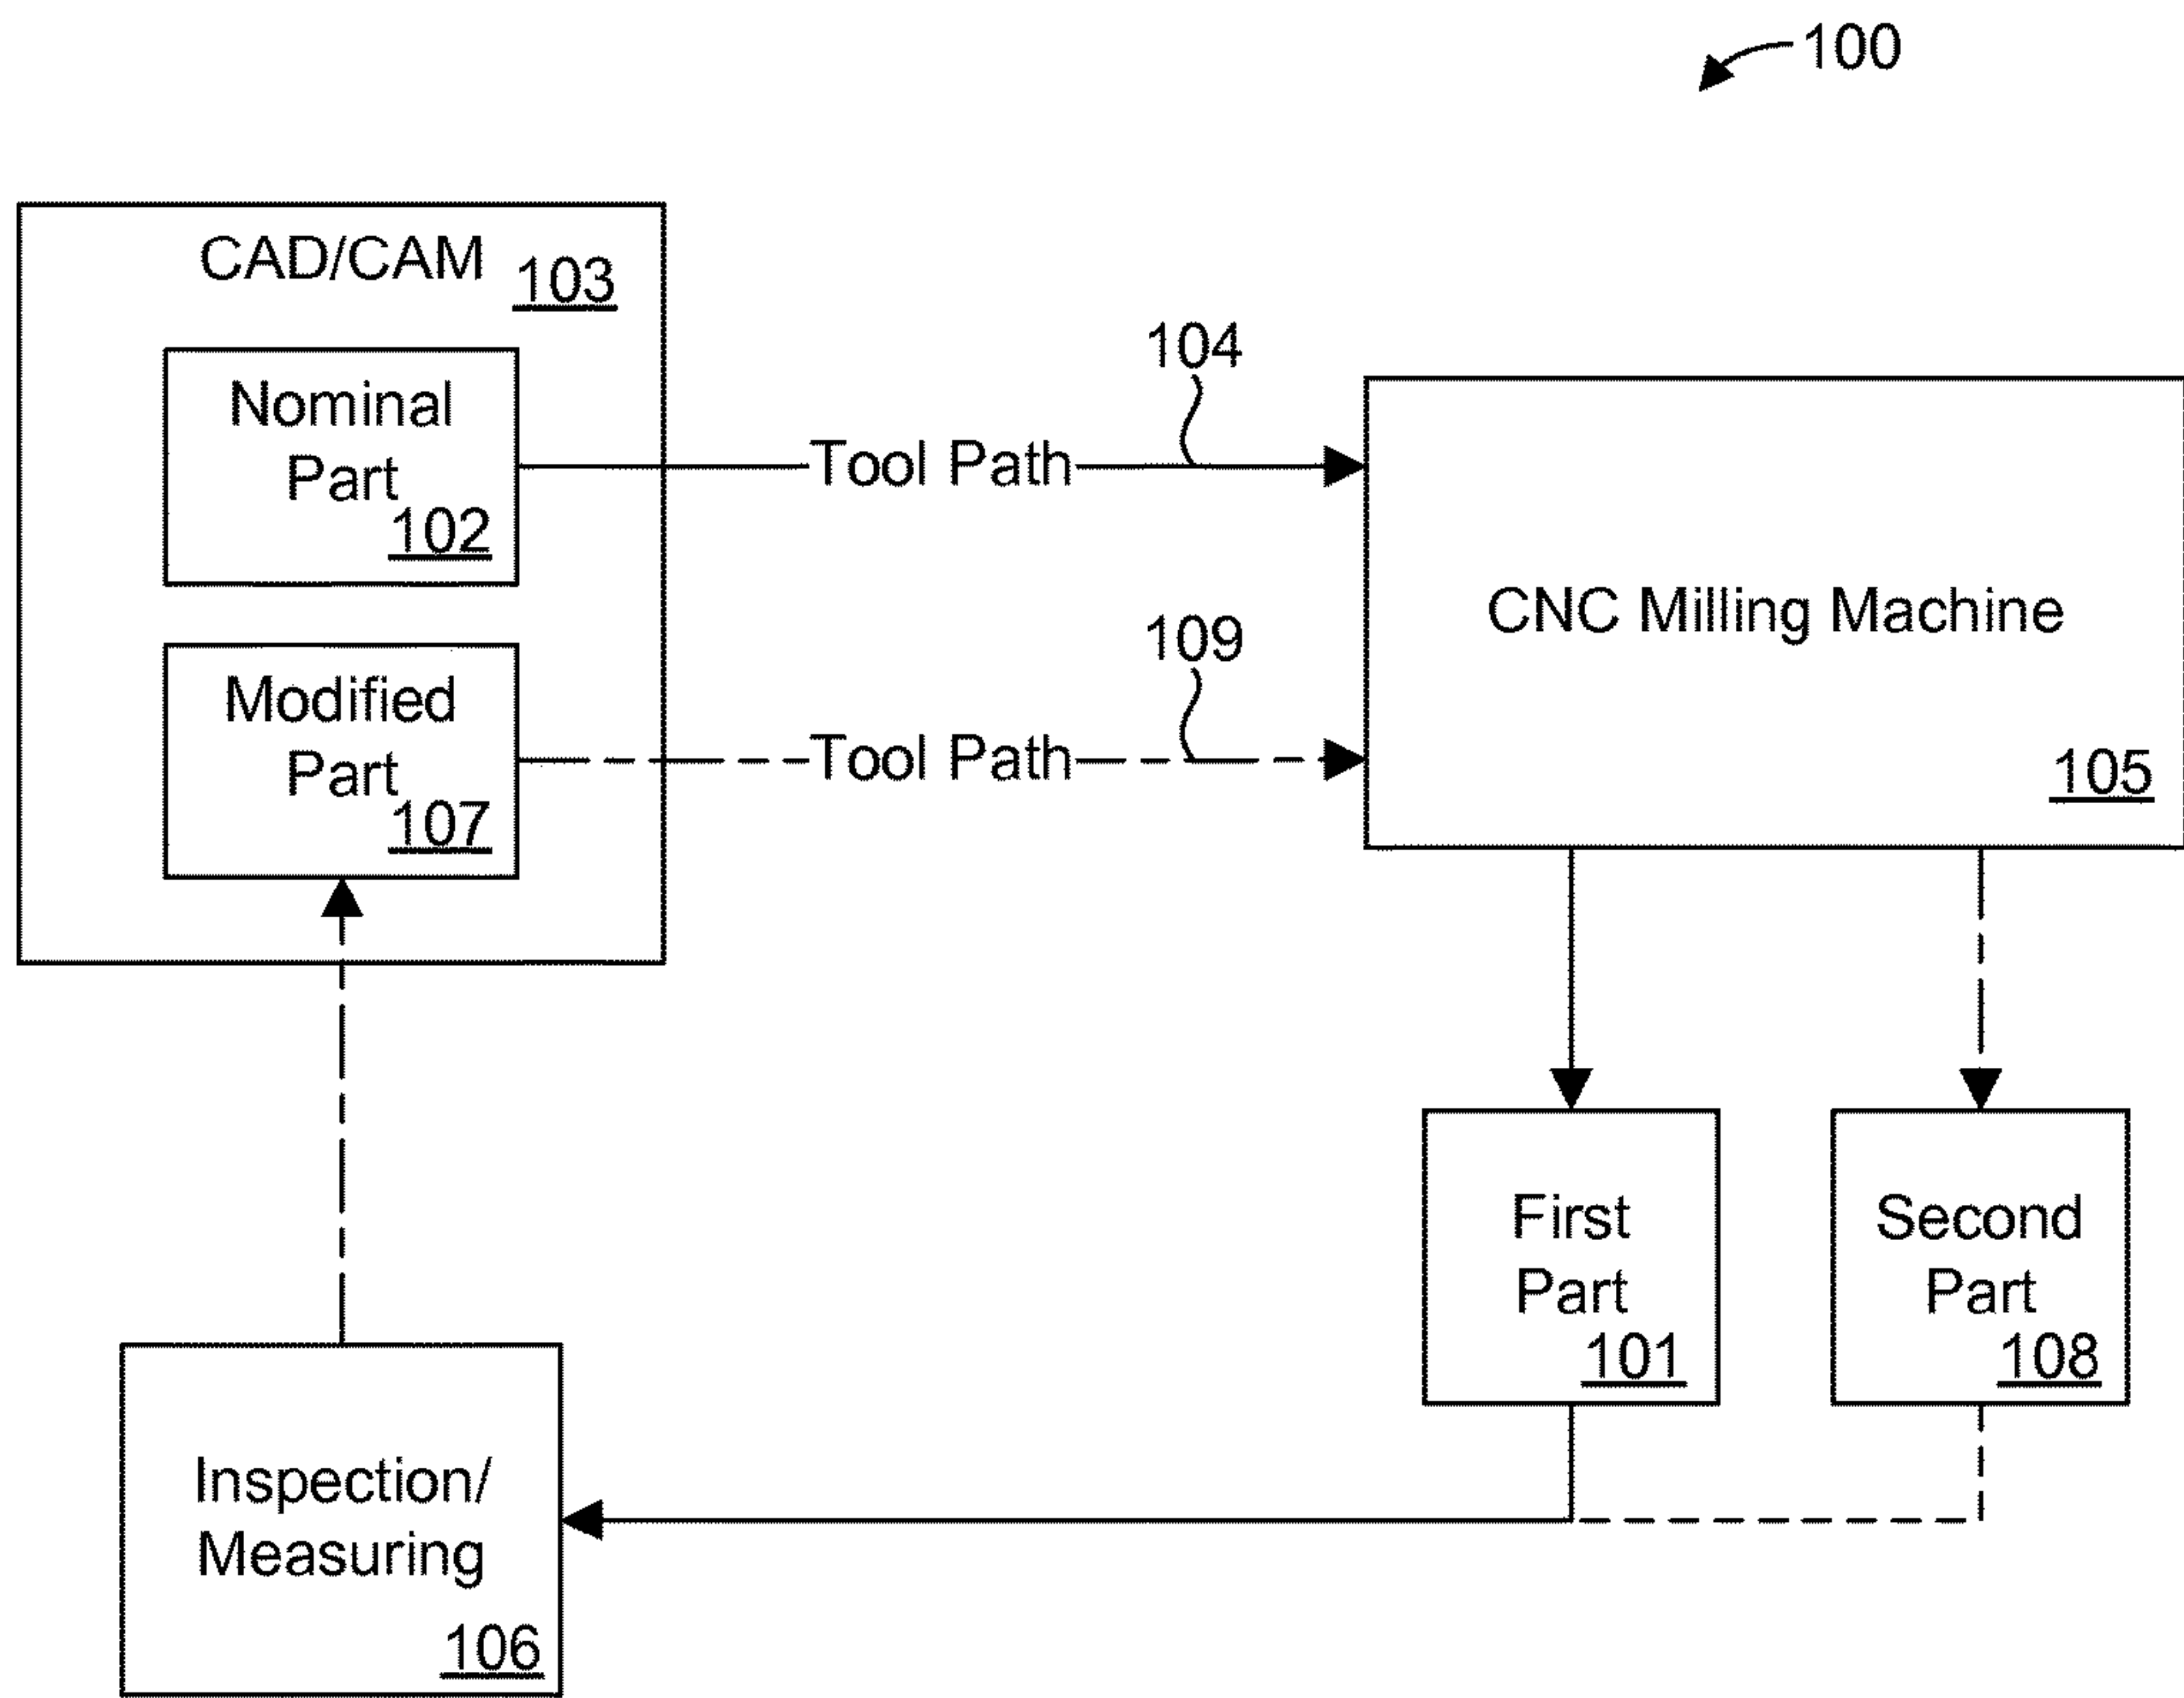 100
CAD/CAM
103
Nominal
Part
102
104
Tool Path
Modified
Part
107
109
Tool Path
CNC Milling Machine
105
First
Part
101
Second
Part
108
Inspection/
Measuring
106